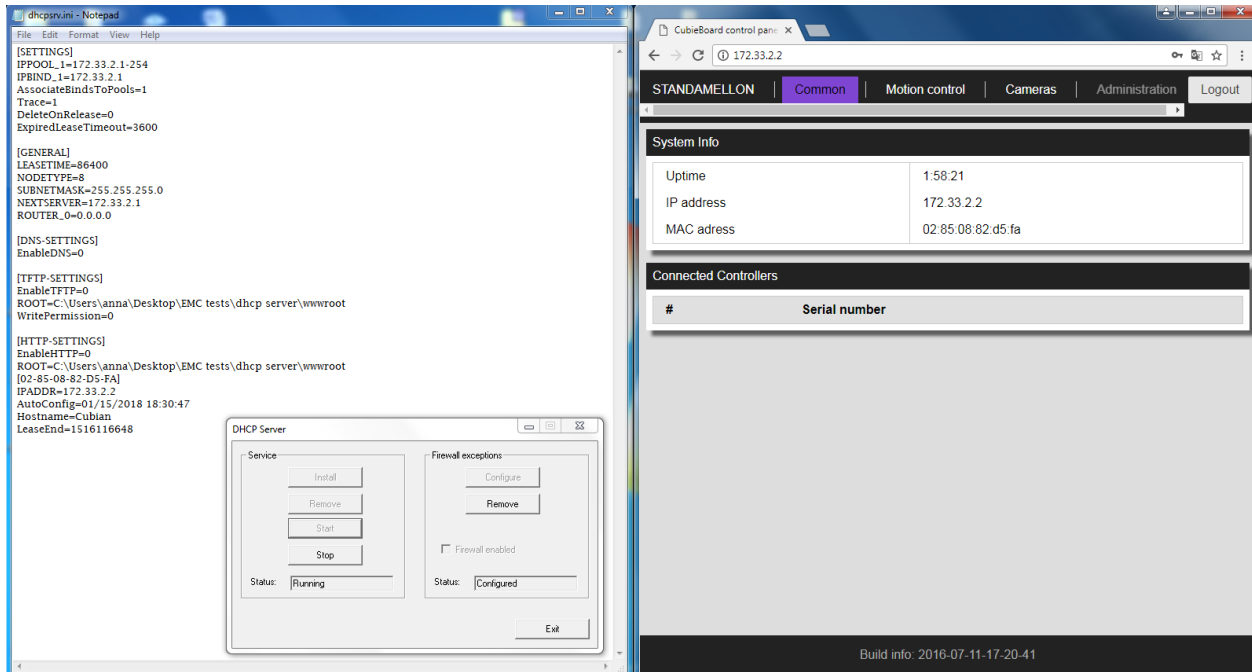 dhcpsrv.ini - Notepad
File Edit Format View Help
[SETTINGS]
IPPOOL_1=172.33.2.1-254
IPBIND_1=172.33.2.1
AssociateBindsToPools=1
Trace=1
DeleteOnRelease=0
ExpiredLeaseTimeout=3600
[GENERAL]
LEASETIME=86400
NODETYPE=8
SUBNETMASK=255.255.255.0
NEXTSERVER=172.33.2.1
ROUTER_0=0.0.0.0
[DNS-SETTINGS]
EnableDNS=0
[TFTP-SETTINGS]
EnableTFTP=0
ROOT=C:\Users\anna\Desktop\EMC tests\dhcp server\wwwroot
WritePermission=0
[HTTP-SETTINGS]
EnableHTTP=0
ROOT=C:\Users\anna\Desktop\EMC tests\dhcp server\wwwroot
[02-85-08-82-D5-FA]
IPADDR=172.33.2.2
AutoConfig=01/15/2018 18:30:47
Hostname=Cubian
LeaseEnd=1516116648
DHCP Server
Service
Install
Remove
Start
Stop
Status: Running
Firewall exceptions
Configure
Remove
Firewall enabled
Status: Configured
Exit
CubieBoard control pane
172.33.2.2
STANDAMELLON Common Motion control Cameras Administration Logout
System Info
Uptime 1:58:21
IP address 172.33.2.2
MAC adress 02:85:08:82:d5:fa
Connected Controllers
# Serial number
Build info: 2016-07-11-17-20-41